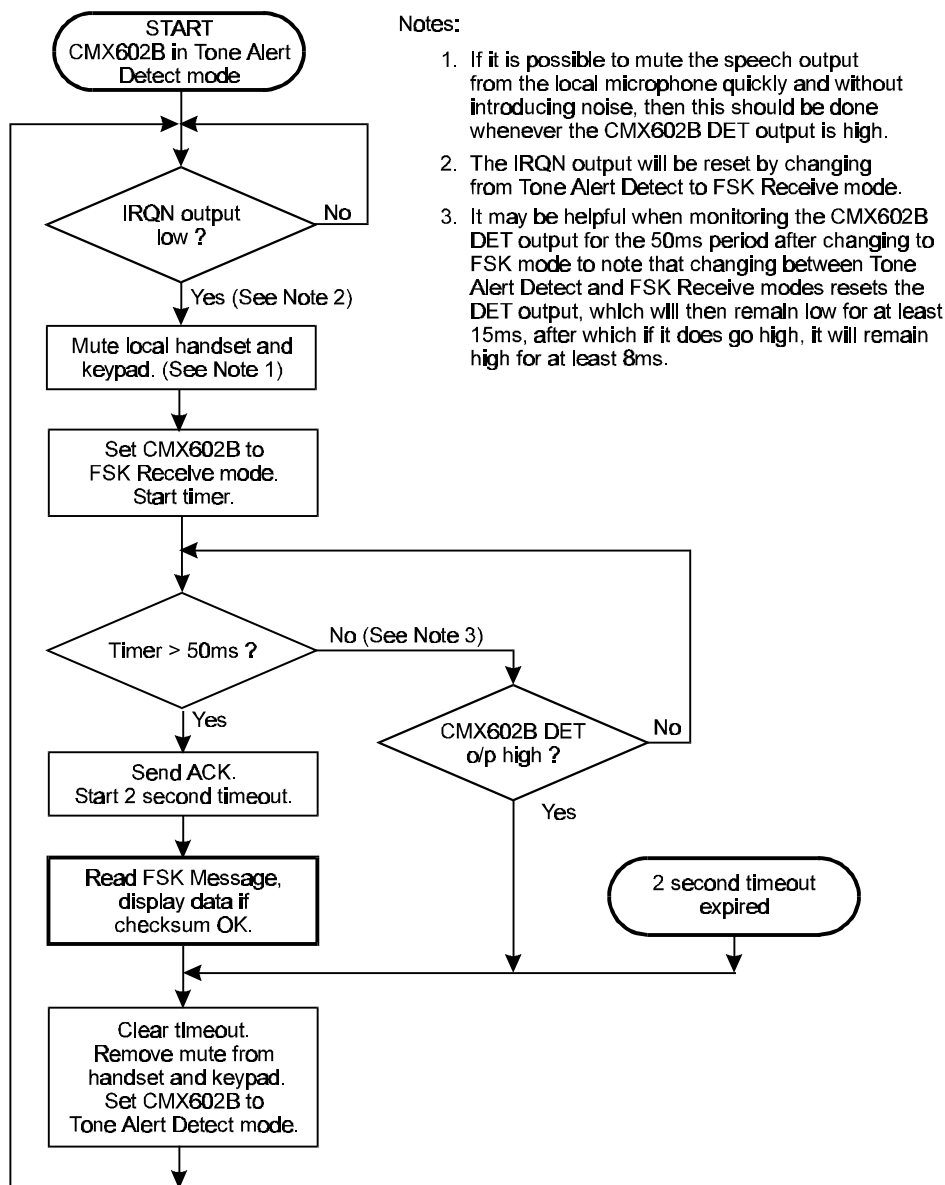 START
CMX602B in Tone Alert
Detect mode
Notes:
1. If it is possible to mute the speech output
from the local microphone quickly and without
introducing noise, then this should be done
whenever the CMX602B DET output is high.
2. The IRQN output will be reset by changing
from Tone Alert Detect to FSK Receive mode.
3. It may be helpful when monitoring the CMX602B
DET output for the 50ms period after changing to
FSK mode to note that changing between Tone
Alert Detect and FSK Receive modes resets the
DET output, which will then remain low for at least
15ms, after which if it does go high, it will remain
high for at least 8ms.
IRQN output
low ?
No
Yes (See Note 2)
Mute local handset and
keypad. (See Note 1)
Set CMX602B to
FSK Receive mode.
Start timer.
Timer > 50ms ?
No (See Note 3)
Yes
CMX602B DET
o/p high ?
No
Yes
Send ACK.
Start 2 second timeout.
Read FSK Message,
display data if
checksum OK.
2 second timeout
expired
Clear timeout.
Remove mute from
handset and keypad.
Set CMX602B to
Tone Alert Detect mode.